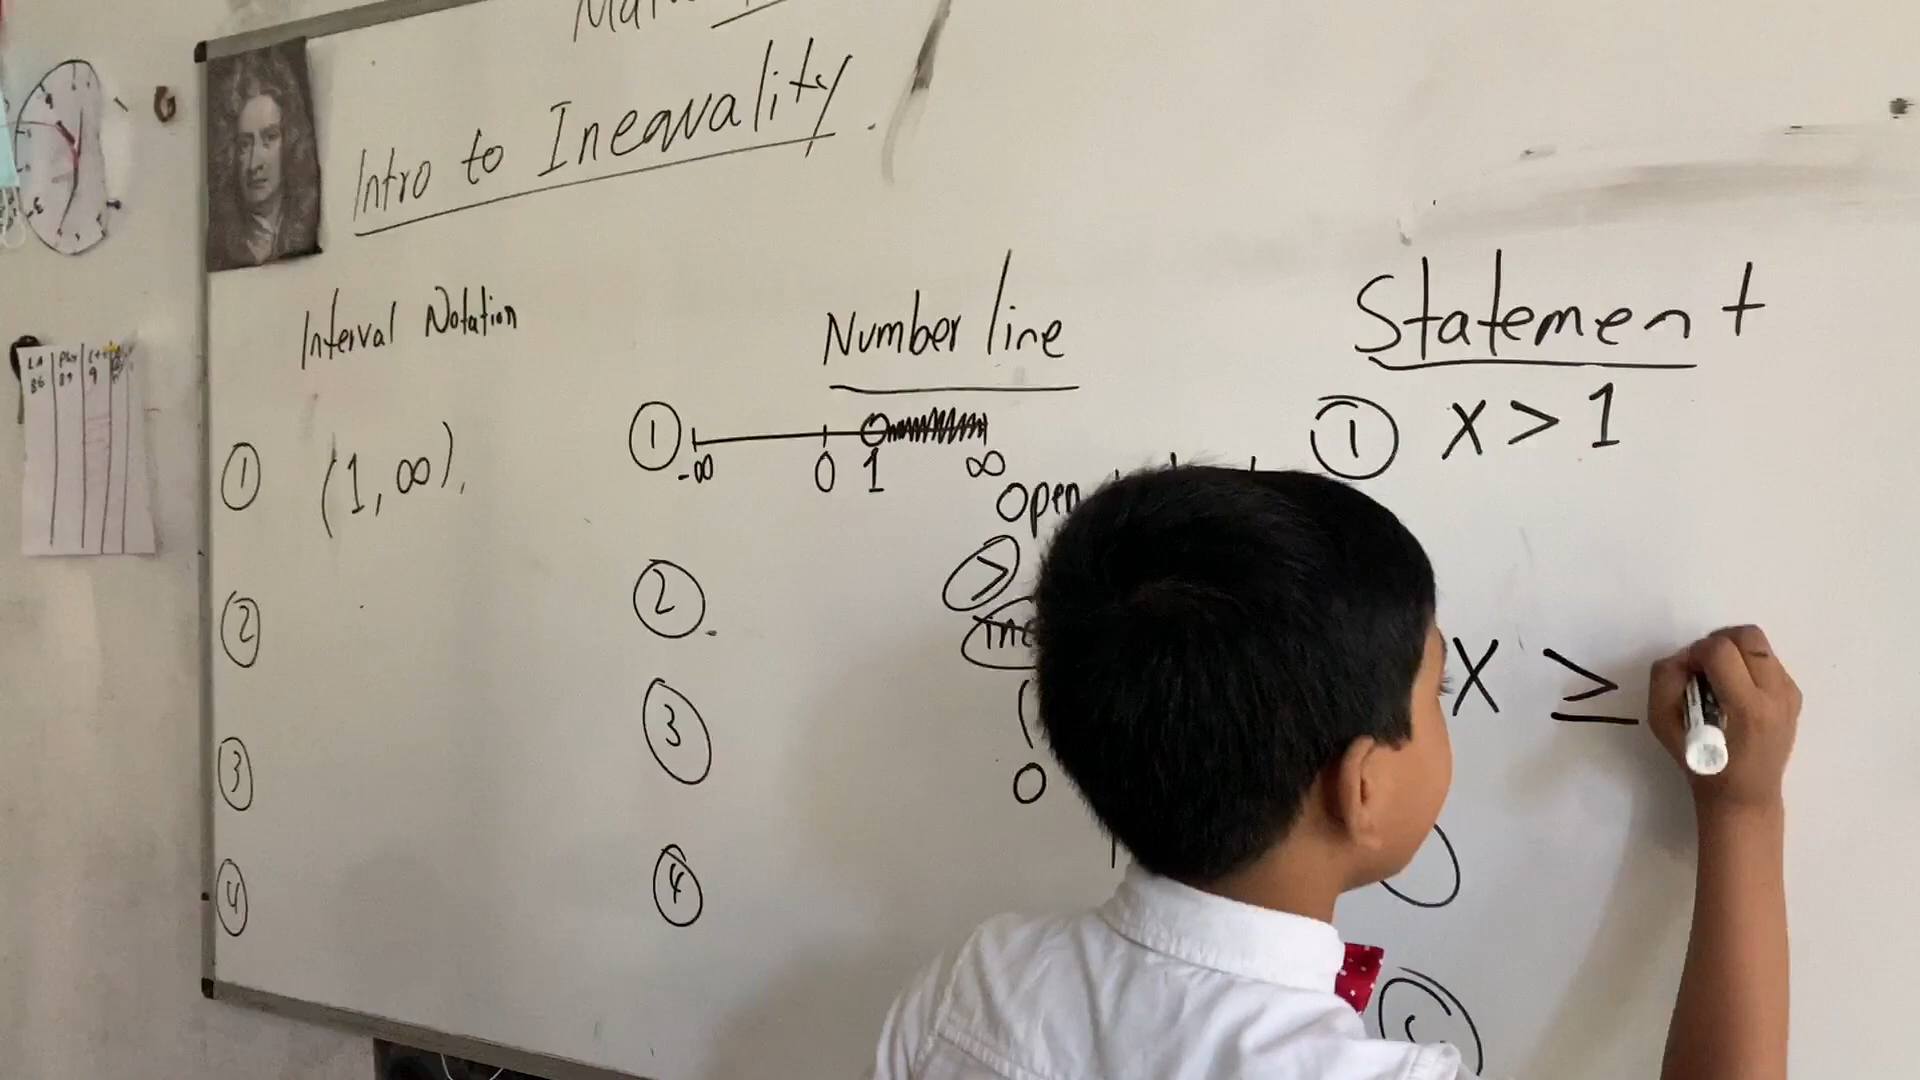 Intro to Inequality.
Interval Notation
① (1, ∞).
②
③
④
Number line
①
-∞ 0 1 ∞
Open
>
②
③
④
Statement
① x > 1
x ≥